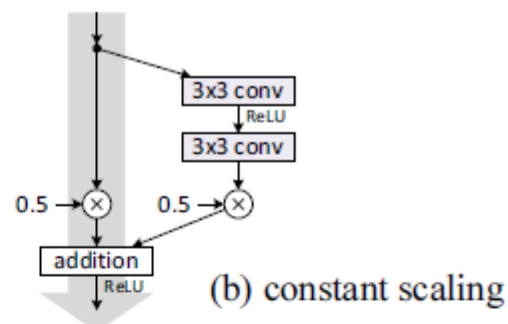 3x3 conv
ReLU
3x3 conv
0.5
×
0.5
×
addition
ReLU
(b) constant scaling